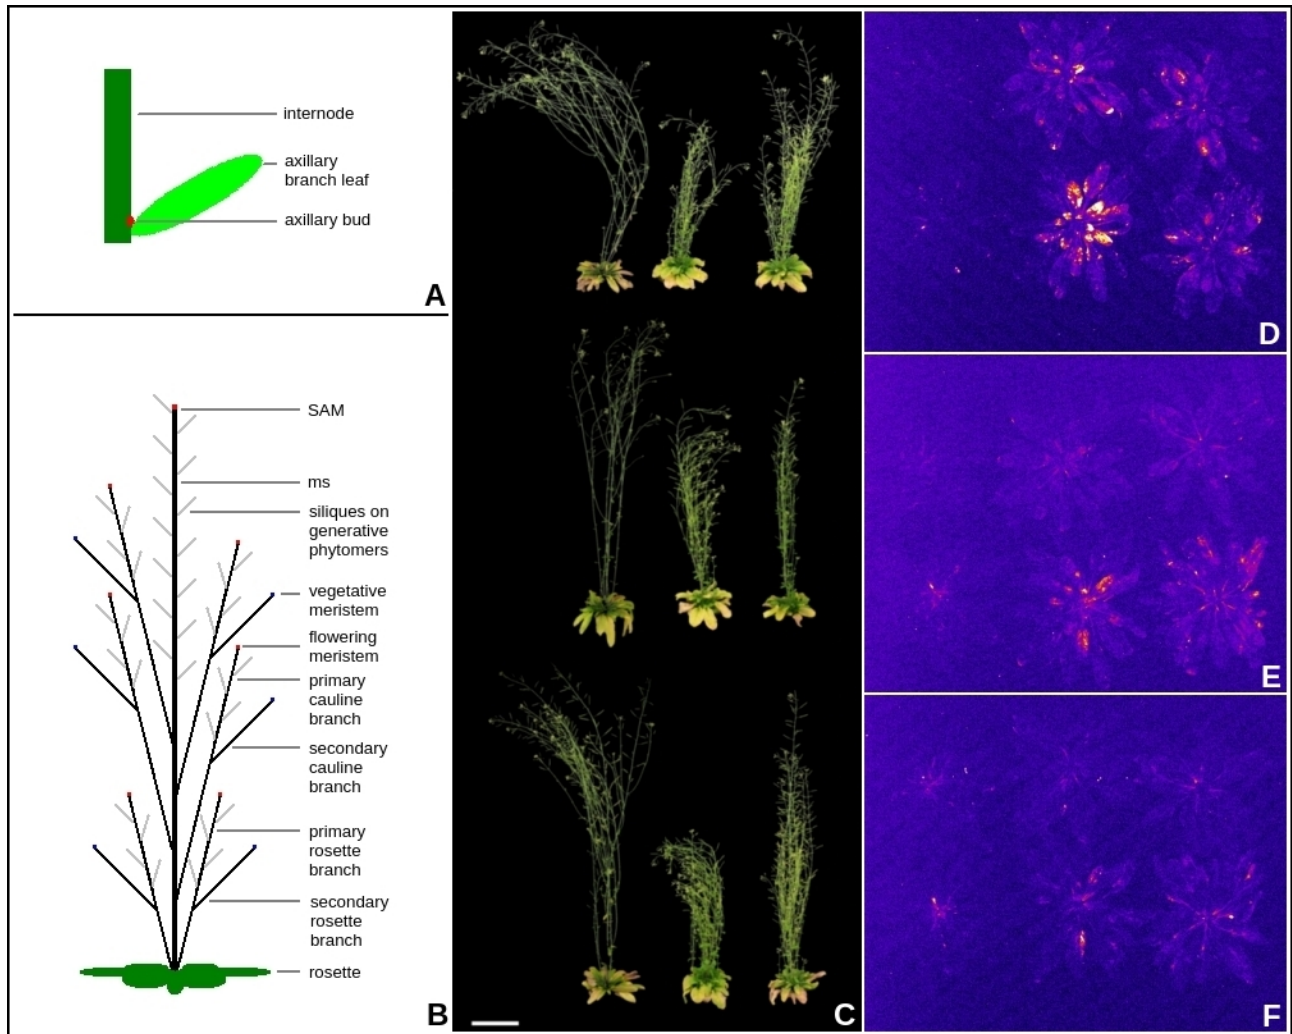 internode
axillary
branch leaf
axillary bud
A
SAM
ms
siliques on
generative
phytomers
vegetative
meristem
flowering
meristem
primary
cauline
branch
secondary
cauline
branch
primary
rosette
branch
secondary
rosette
branch
rosette
B
C
D
E
F